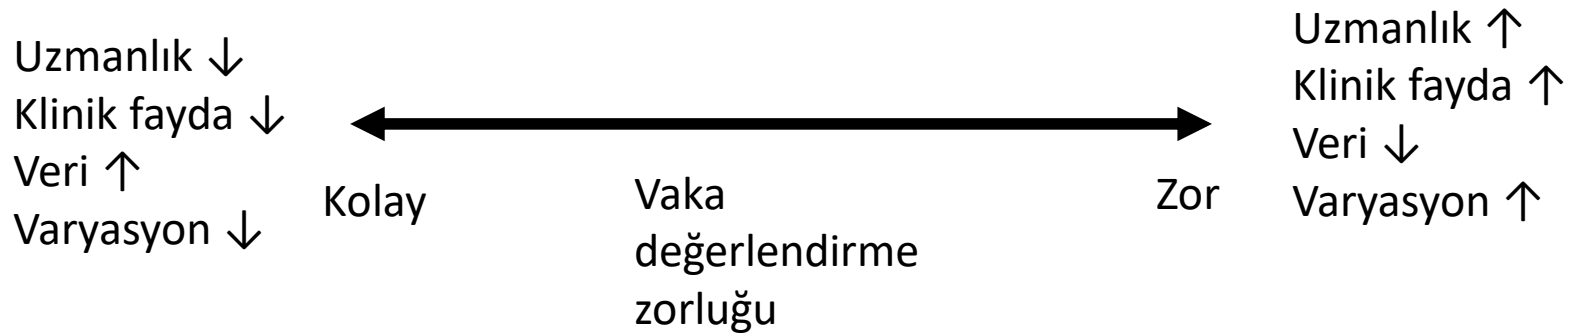 Uzmanlık ↓
Klinik fayda ↓
Veri ↑
Varyasyon ↓
Kolay
Vaka
değerlendirme
zorluğu
Zor
Uzmanlık ↑
Klinik fayda ↑
Veri ↓
Varyasyon ↑